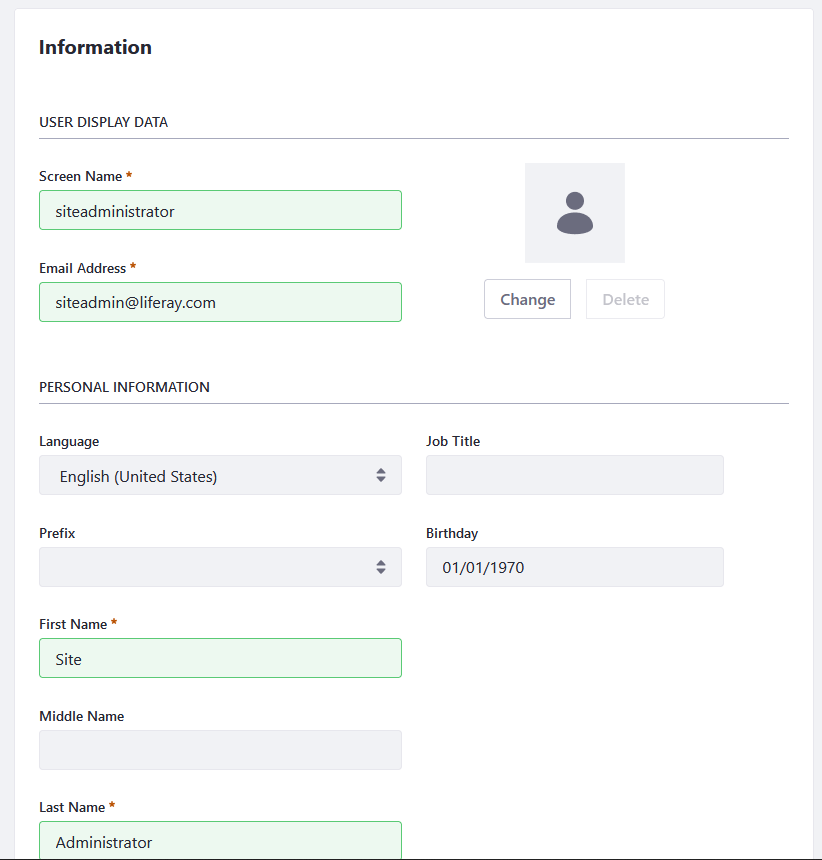 Information
USER DISPLAY DATA
Screen Name *
siteadministrator
Email Address *
siteadmin@liferay.com
Change Delete
PERSONAL INFORMATION
Language
English (United States)
Job Title
Prefix
Birthday
01/01/1970
First Name *
Site
Middle Name
Last Name *
Administrator